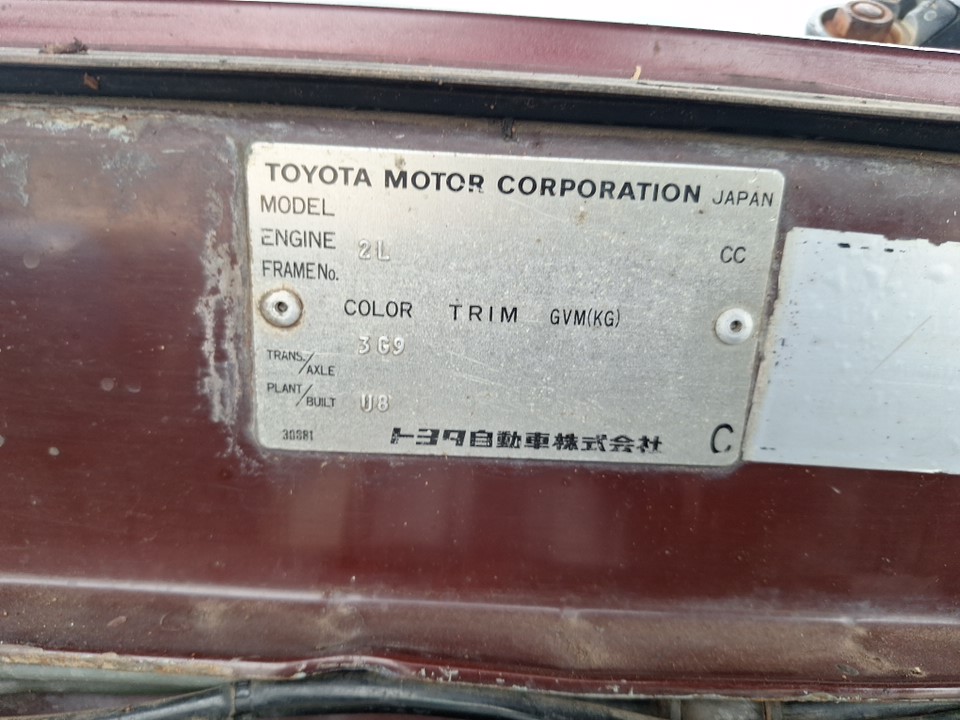 TOYOTA MOTOR CORPORATION JAPAN
MODEL
ENGINE 2L CC
FRAME No.
COLOR TRIM GVM(KG)
3G9
TRANS./AXLE
PLANT/BUILT U8
30381 トヨタ自動車株式会社 C